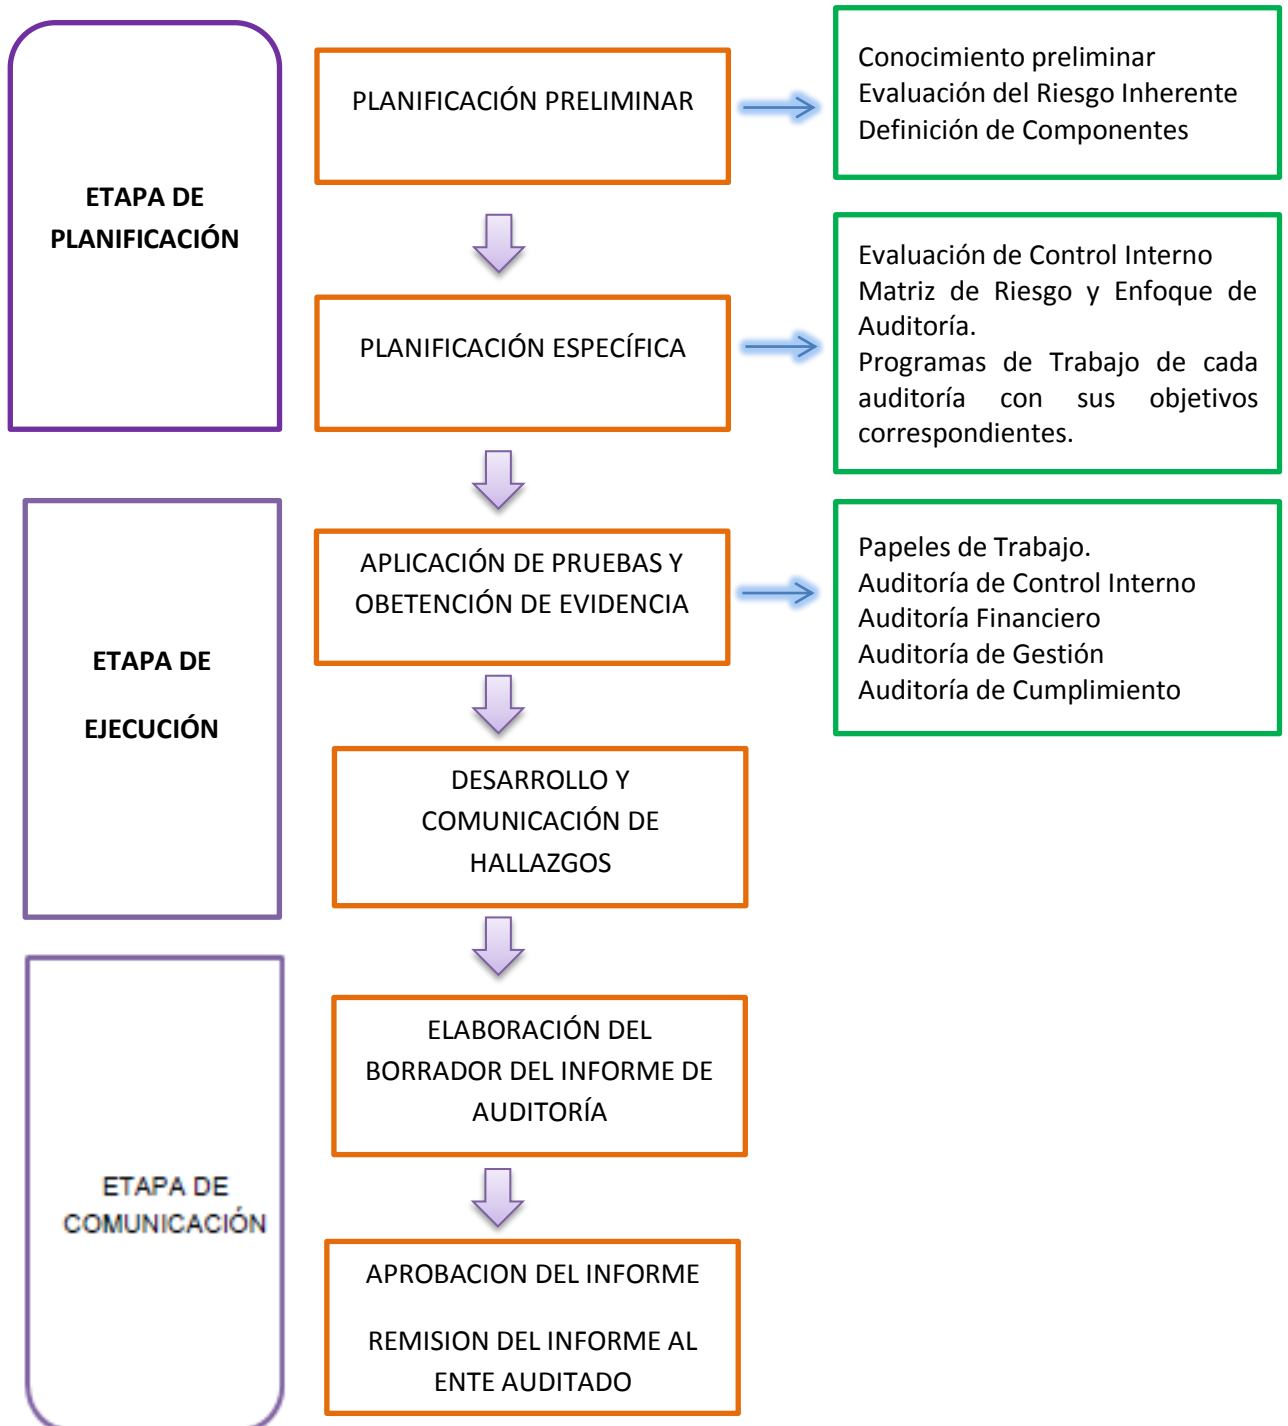 ETAPA DE
PLANIFICACIÓN
PLANIFICACIÓN PRELIMINAR
Conocimiento preliminar
Evaluación del Riesgo Inherente
Definición de Componentes
PLANIFICACIÓN ESPECÍFICA
Evaluación de Control Interno
Matriz de Riesgo y Enfoque de
Auditoría.
Programas de Trabajo de cada
auditoría con sus objetivos
correspondientes.
ETAPA DE
EJECUCIÓN
APLICACIÓN DE PRUEBAS Y
OBETENCIÓN DE EVIDENCIA
Papeles de Trabajo.
Auditoría de Control Interno
Auditoría Financiero
Auditoría de Gestión
Auditoría de Cumplimiento
DESARROLLO Y
COMUNICACIÓN DE
HALLAZGOS
ETAPA DE
COMUNICACIÓN
ELABORACIÓN DEL
BORRADOR DEL INFORME DE
AUDITORÍA
APROBACION DEL INFORME
REMISION DEL INFORME AL
ENTE AUDITADO